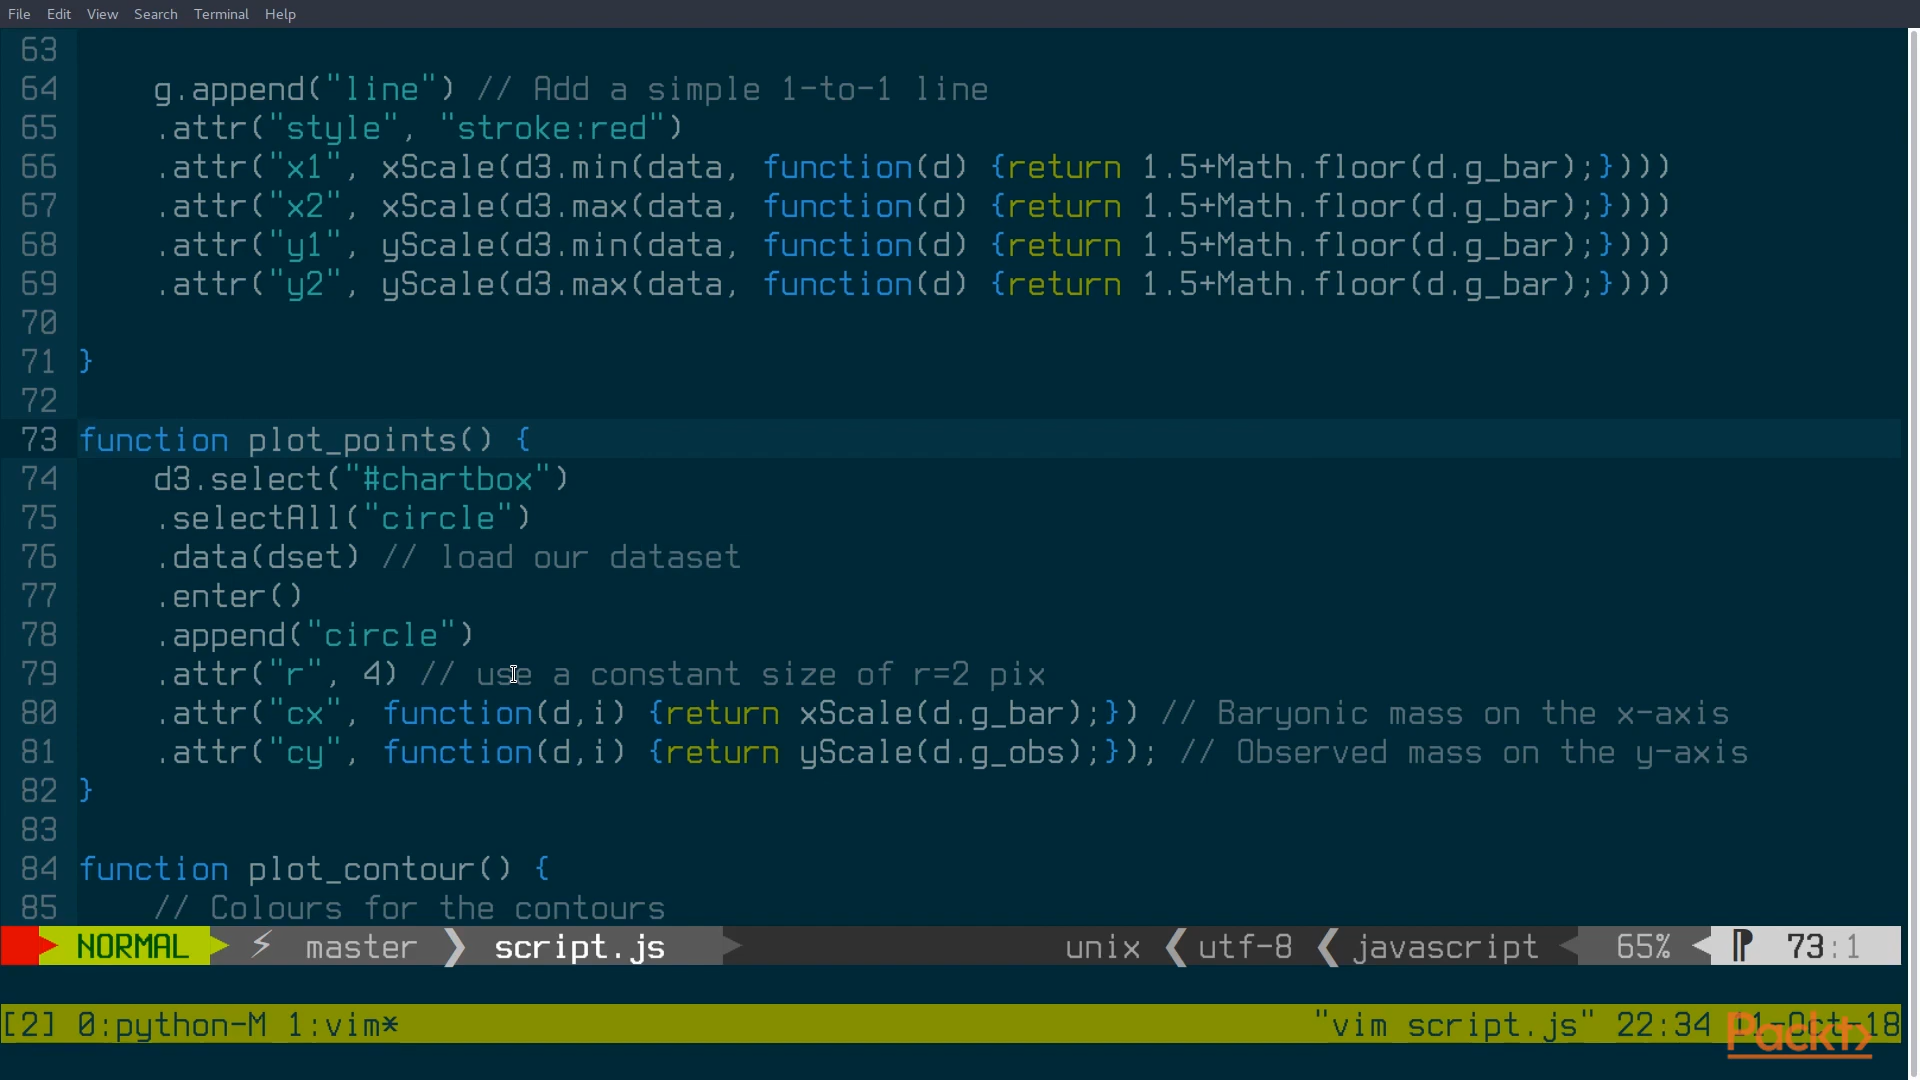 File Edit View Search Terminal Help
63
64     g.append("line") // Add a simple 1-to-1 line
65     .attr("style", "stroke:red")
66     .attr("x1", xScale(d3.min(data, function(d) {return 1.5+Math.floor(d.g_bar);})))
67     .attr("x2", xScale(d3.max(data, function(d) {return 1.5+Math.floor(d.g_bar);})))
68     .attr("y1", yScale(d3.min(data, function(d) {return 1.5+Math.floor(d.g_bar);})))
69     .attr("y2", yScale(d3.max(data, function(d) {return 1.5+Math.floor(d.g_bar);})))
70
71 }
72
73 function plot_points() {
74     d3.select("#chartbox")
75     .selectAll("circle")
76     .data(dset) // load our dataset
77     .enter()
78     .append("circle")
79     .attr("r", 4) // use a constant size of r=2 pix
80     .attr("cx", function(d,i) {return xScale(d.g_bar);}) // Baryonic mass on the x-axis
81     .attr("cy", function(d,i) {return yScale(d.g_obs);}); // Observed mass on the y-axis
82 }
83
84 function plot_contour() {
85     // Colours for the contours
NORMAL master script.js unix utf-8 javascript 65% 73:1
[2] 0:python-M 1:vim* "vim script.js" 22:34 11-Oct-18
Packt>